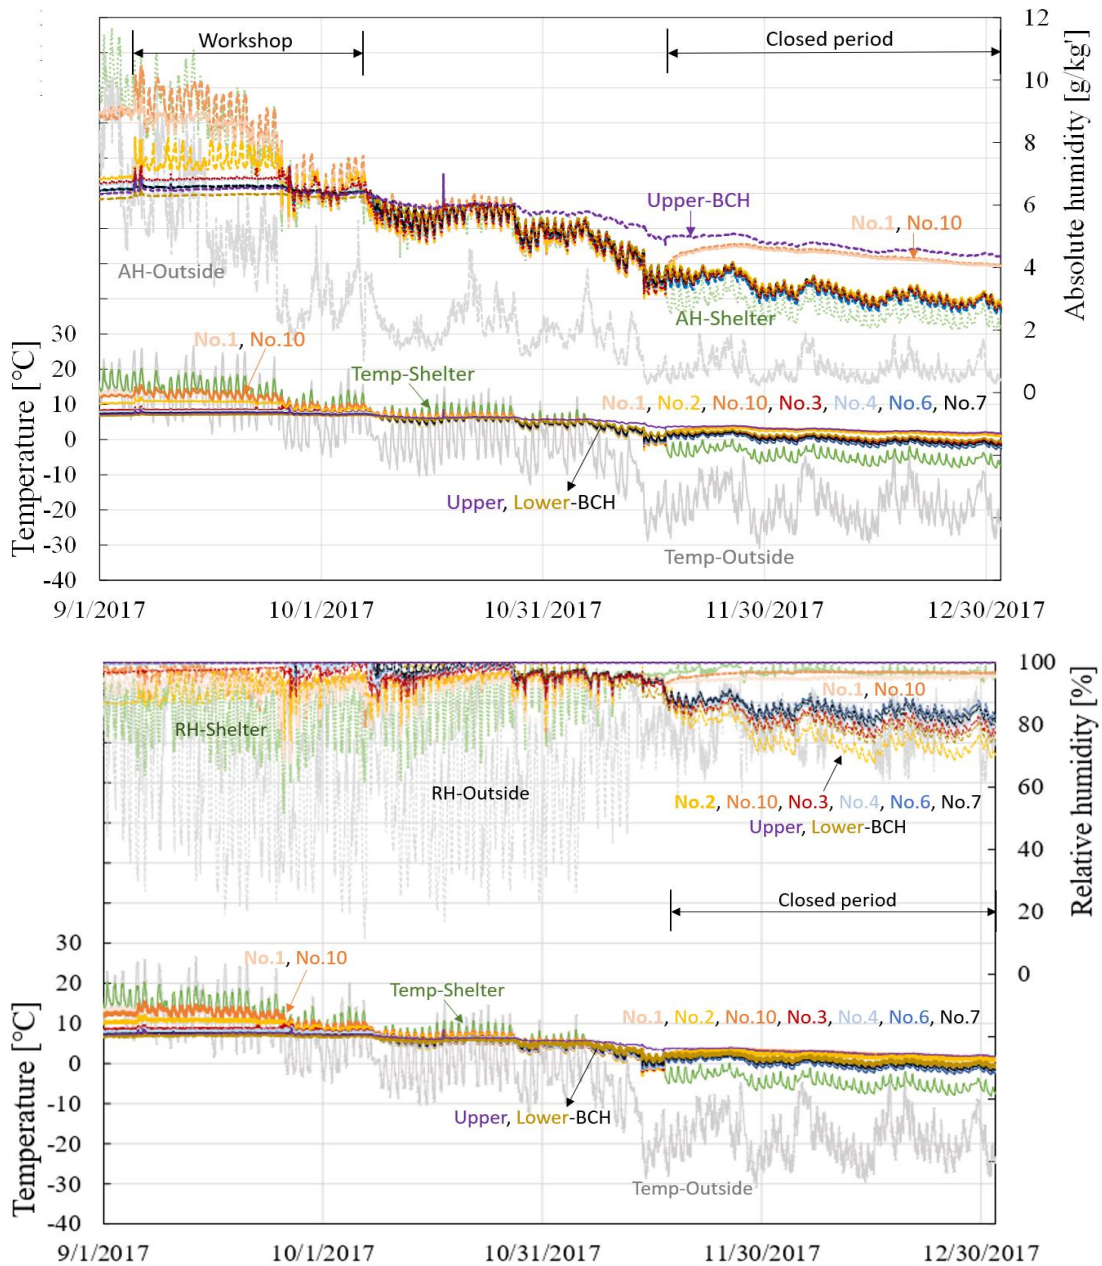 12
Workshop
Closed period
10
8
6
4
2
0
Absolute humidity [g/kg']
Upper-BCH
No.1, No.10
AH-Outside
AH-Shelter
30
20
10
0
-10
-20
-30
-40
Temperature [℃]
No.1, No.10
Temp-Shelter
No.1, No.2, No.10, No.3, No.4, No.6, No.7
Upper, Lower-BCH
Temp-Outside
9/1/2017
10/1/2017
10/31/2017
11/30/2017
12/30/2017
100
80
60
40
20
0
Relative humidity [%]
No.1, No.10
RH-Shelter
RH-Outside
No.2, No.10, No.3, No.4, No.6, No.7
Upper, Lower-BCH
Closed period
30
20
10
0
-10
-20
-30
-40
Temperature [℃]
No.1, No.10
Temp-Shelter
No.1, No.2, No.10, No.3, No.4, No.6, No.7
Upper, Lower-BCH
Temp-Outside
9/1/2017
10/1/2017
10/31/2017
11/30/2017
12/30/2017